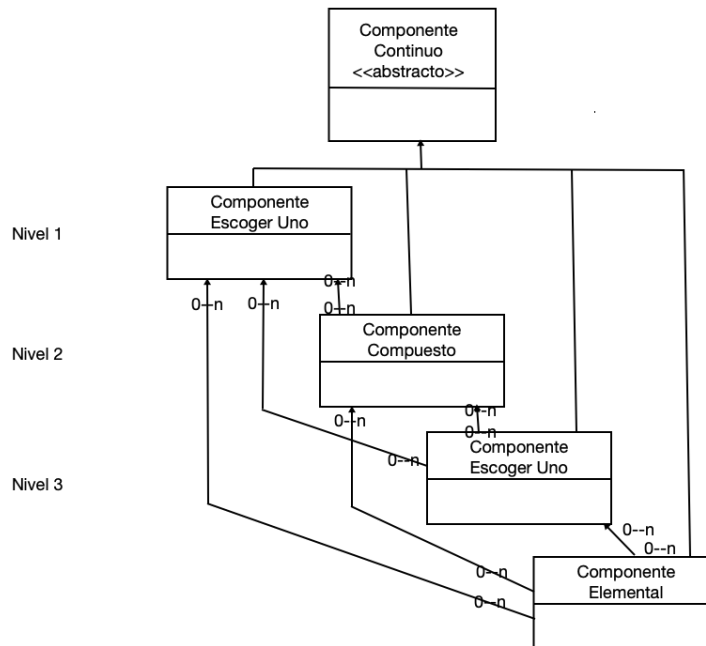 Componente
Continuo
<<abstracto>>
Componente
Escoger Uno
Nivel 1
0--n
0--n
0--n
0--n
Componente
Compuesto
Nivel 2
0--n
0--n
0--n
Componente
Escoger Uno
0--n
Nivel 3
0--n
0--n
0--n
Componente
Elemental
0--n